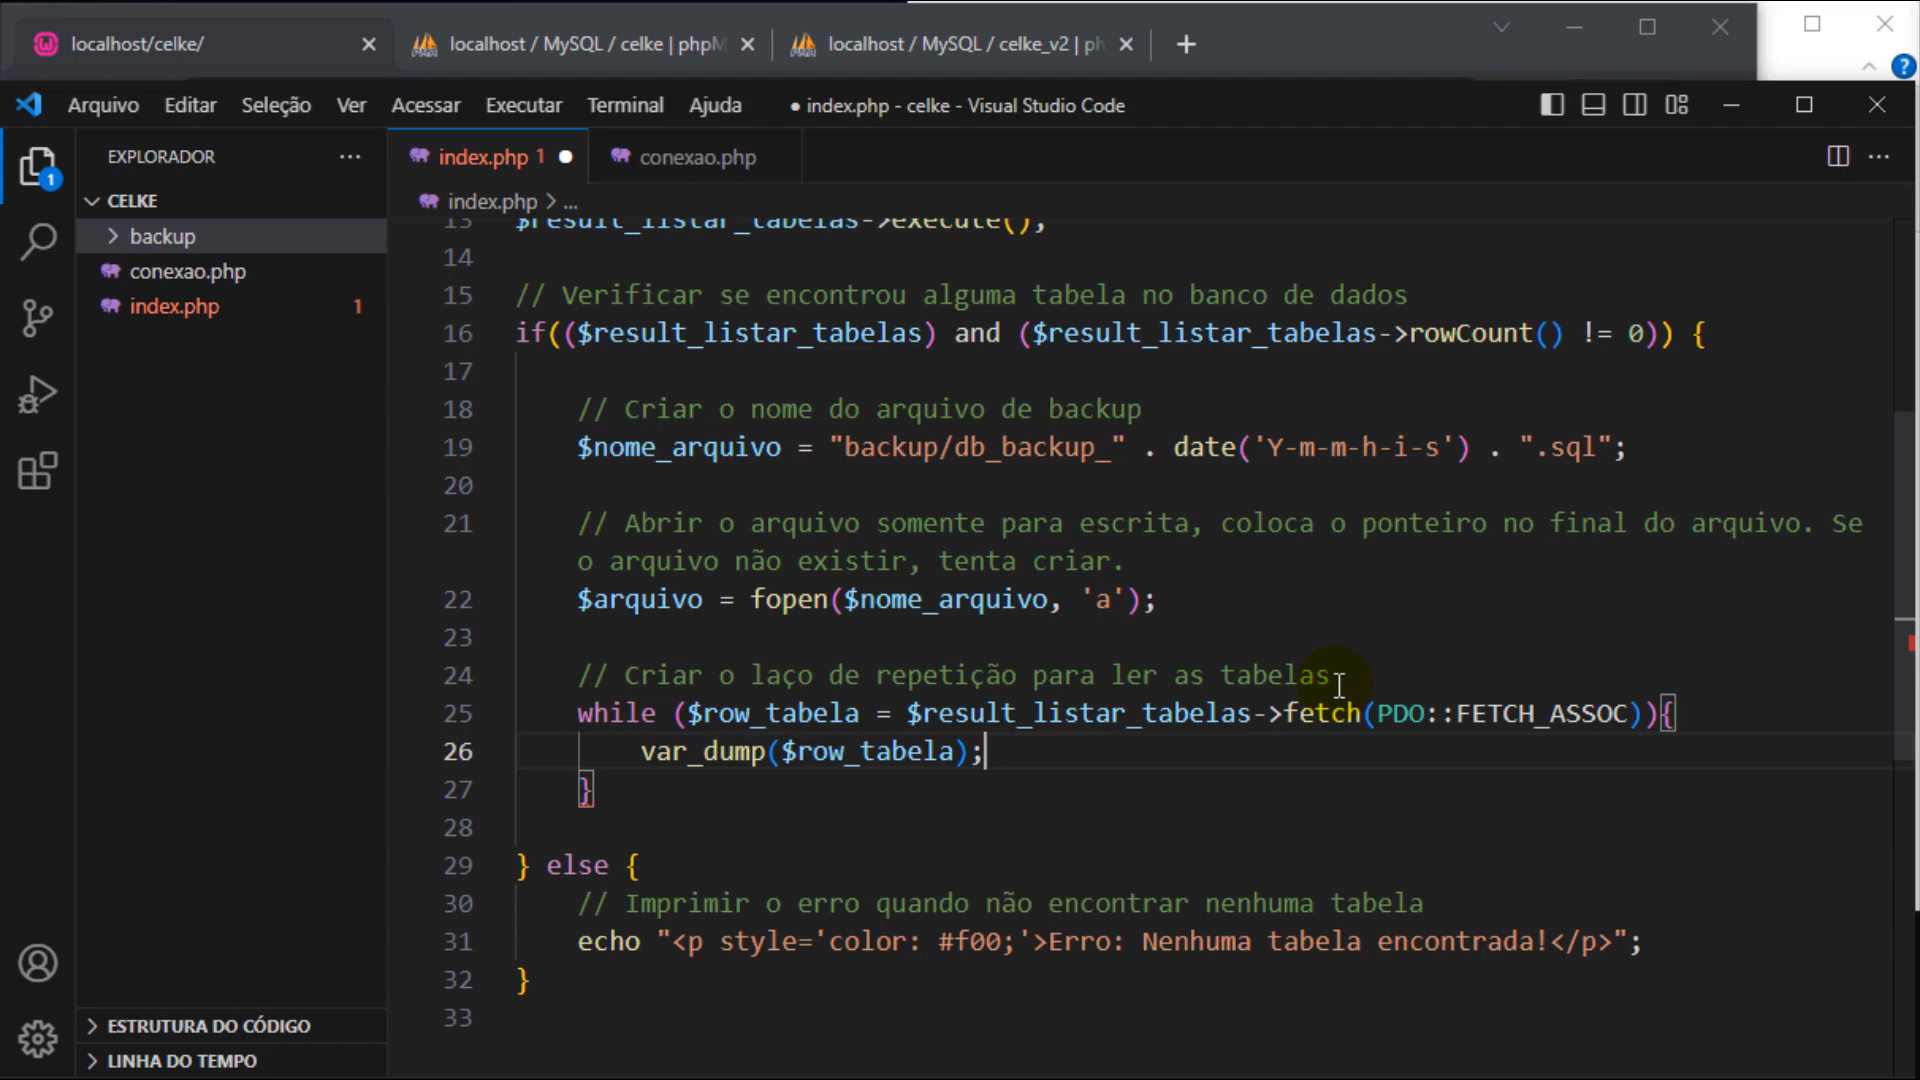 localhost/celke/
localhost / MySQL / celke | phpM
localhost / MySQL / celke_v2 | ph
Arquivo Editar Seleção Ver Acessar Executar Terminal Ajuda
● index.php - celke - Visual Studio Code
EXPLORADOR
index.php 1
conexao.php
1
CELKE
index.php > ...
backup
conexao.php
index.php 1
13 $result_listar_tabelas->execute();
14
15 // Verificar se encontrou alguma tabela no banco de dados
16 if(($result_listar_tabelas) and ($result_listar_tabelas->rowCount() != 0)) {
17
18 // Criar o nome do arquivo de backup
19 $nome_arquivo = "backup/db_backup_" . date('Y-m-m-h-i-s') . ".sql";
20
21 // Abrir o arquivo somente para escrita, coloca o ponteiro no final do arquivo. Se
o arquivo não existir, tenta criar.
22 $arquivo = fopen($nome_arquivo, 'a');
23
24 // Criar o laço de repetição para ler as tabelas
25 while ($row_tabela = $result_listar_tabelas->fetch(PDO::FETCH_ASSOC)){
26 var_dump($row_tabela);
27 }
28
29 } else {
30 // Imprimir o erro quando não encontrar nenhuma tabela
31 echo "<p style='color: #f00;'>Erro: Nenhuma tabela encontrada!</p>";
32 }
33
ESTRUTURA DO CÓDIGO
LINHA DO TEMPO